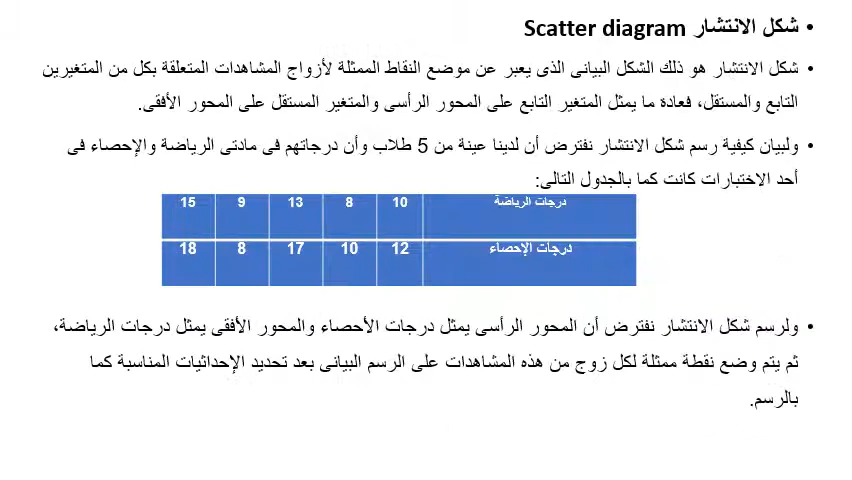 • شكل الانتشار Scatter diagram
• شكل الانتشار هو ذلك الشكل البيانى الذى يعبر عن موضع النقاط الممثلة لأزواج المشاهدات المتعلقة بكل من المتغيرين
التابع والمستقل، فعادة ما يمثل المتغير التابع على المحور الرأسى والمتغير المستقل على المحور الأفقى.
• ولبيان كيفية رسم شكل الانتشار نفترض أن لدينا عينة من 5 طلاب وأن درجاتهم فى مادتى الرياضة والإحصاء فى
أحد الاختبارات كانت كما بالجدول التالى:
درجات الرياضة 10 8 13 9 15
درجات الإحصاء 12 10 17 8 18
• ولرسم شكل الانتشار نفترض أن المحور الرأسى يمثل درجات الأحصاء والمحور الأفقى يمثل درجات الرياضة،
ثم يتم وضع نقطة ممثلة لكل زوج من هذه المشاهدات على الرسم البيانى بعد تحديد الإحداثيات المناسبة كما
بالرسم.